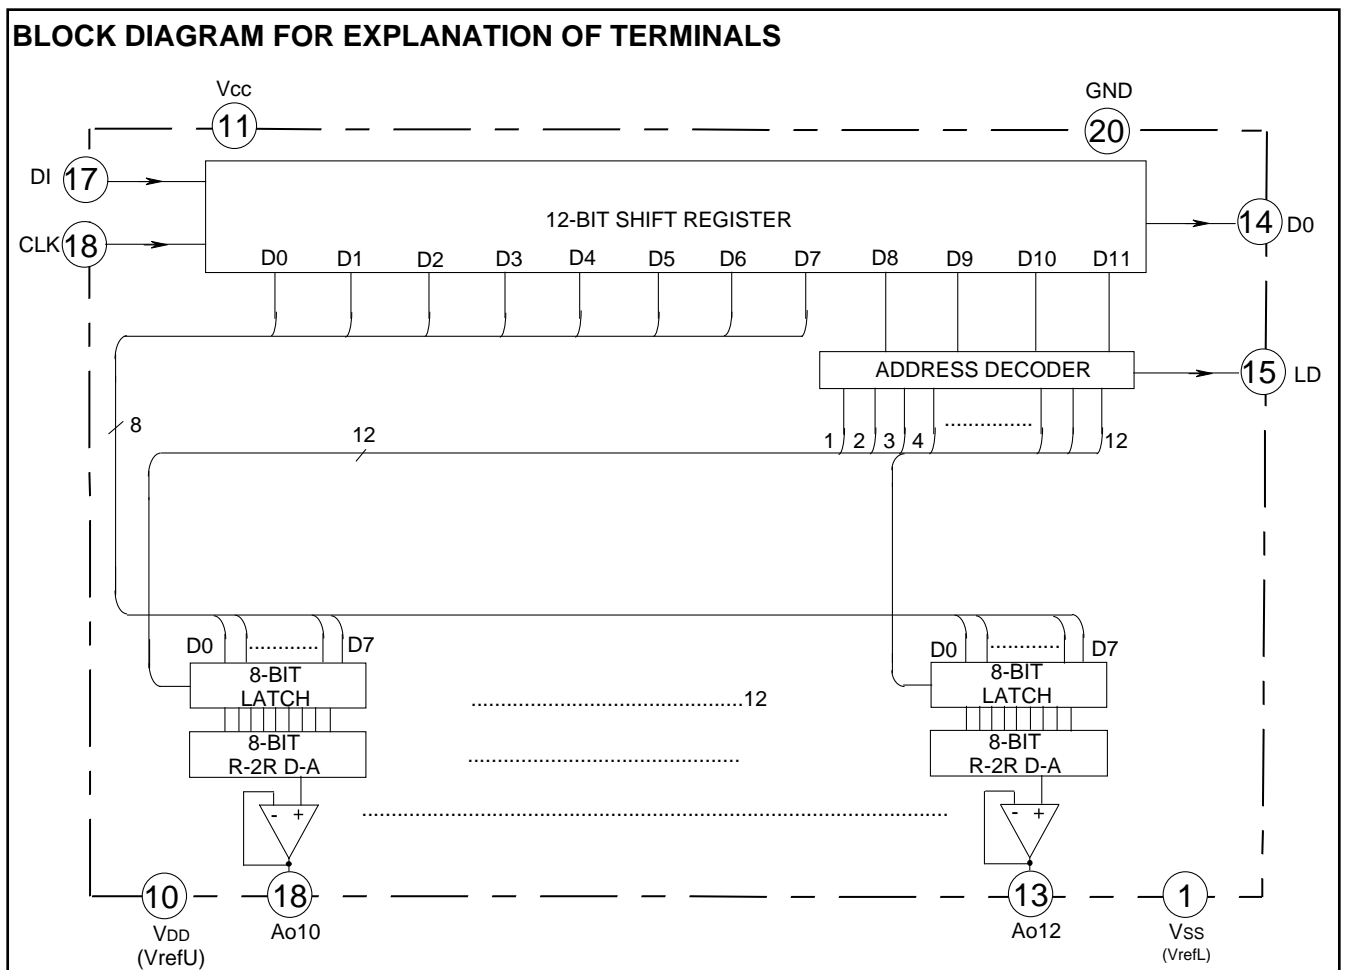 BLOCK DIAGRAM FOR EXPLANATION OF TERMINALS
Vcc
GND
11
20
DI 17
12-BIT SHIFT REGISTER
14 D0
CLK 18
D0 D1 D2 D3 D4 D5 D6 D7 D8 D9 D10 D11
ADDRESS DECODER
15 LD
8
12
1 2 3 4 .............. 12
D0 ............ D7
D0 ............ D7
8-BIT
LATCH
8-BIT
LATCH
.......................................12
8-BIT
R-2R D-A
8-BIT
R-2R D-A
.......................................
- +
- +
....................................................................................
10
18
13
1
VDD
(VrefU)
Ao10
Ao12
VSS
(VrefL)